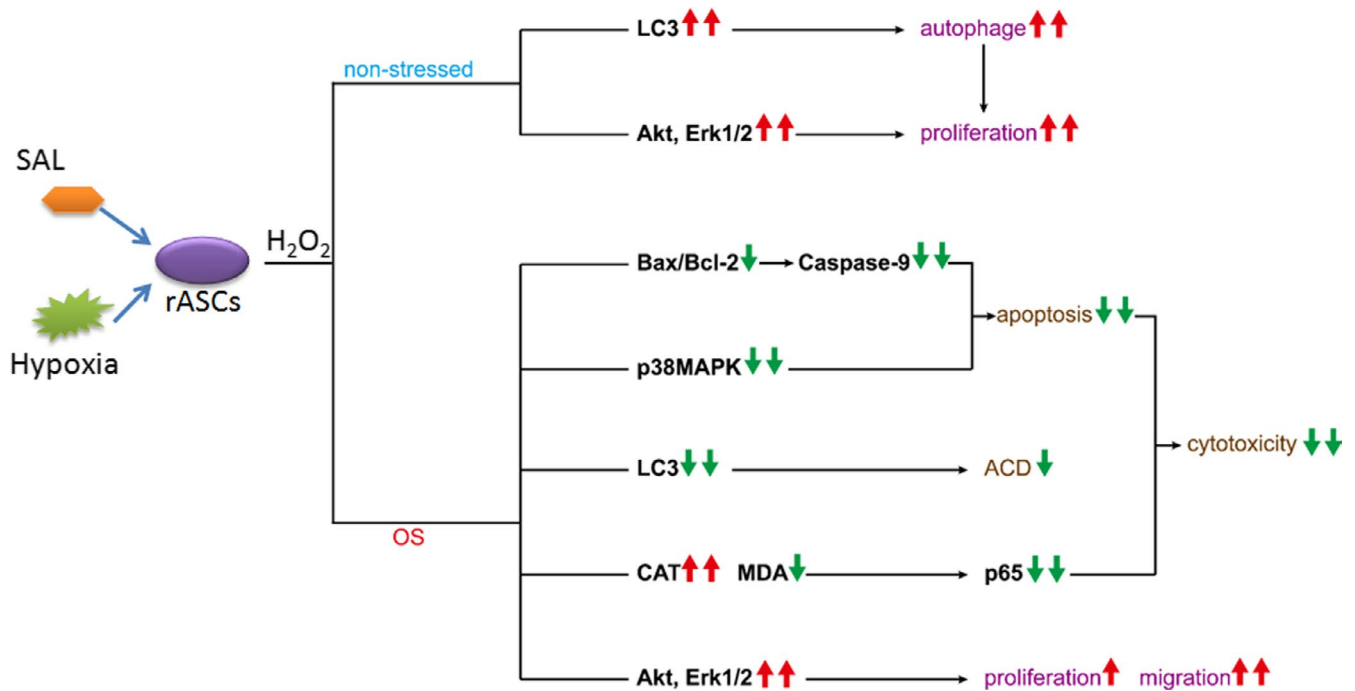 LC3 autophage
non-stressed
Akt, Erk1/2 proliferation
SAL
H₂O₂
rASCs
Hypoxia
Bax/Bcl-2 Caspase-9
apoptosis
p38MAPK
cytotoxicity
LC3 ACD
OS
CAT MDA p65
Akt, Erk1/2 proliferation migration